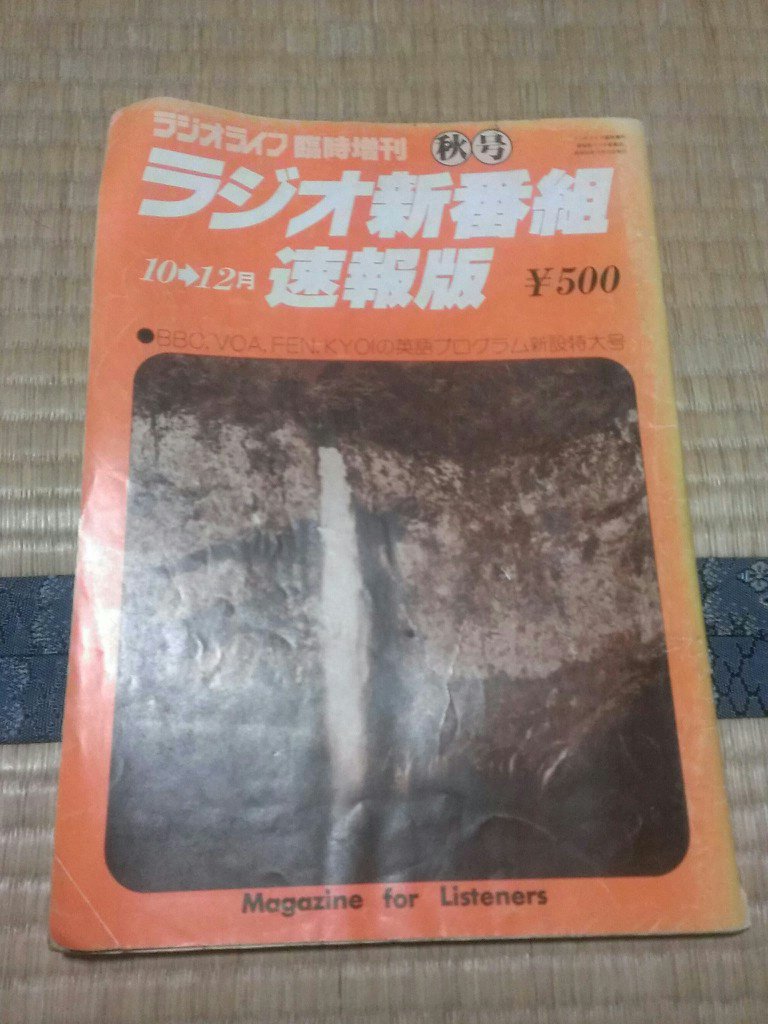 ラジオライフ 臨時増刊 秋号
ラジオ新番組
10➔12月 速報版 ¥500
●BBC、VOA、FEN、KYOIの英語プログラム新設特大号
Magazine for Listeners